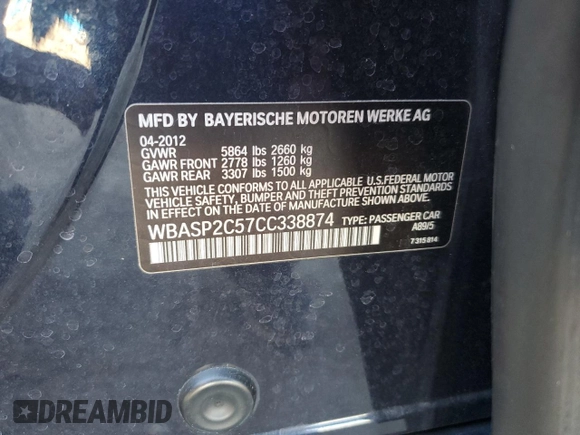 MFD BY BAYERISCHE MOTOREN WERKE AG
04-2012
GVWR 5864 lbs 2660 kg
GAWR FRONT 2778 lbs 1260 kg
GAWR REAR 3307 lbs 1500 kg
THIS VEHICLE CONFORMS TO ALL APPLICABLE U.S.FEDERAL MOTOR
VEHICLE SAFETY, BUMPER AND THEFT PREVENTION STANDARDS
IN EFFECT ON THE DATE OF MANUFACTURE SHOWN ABOVE.
WBASP2C57CC338874 TYPE: PASSENGER CAR
A89/5
7 315 814
DREAMBID